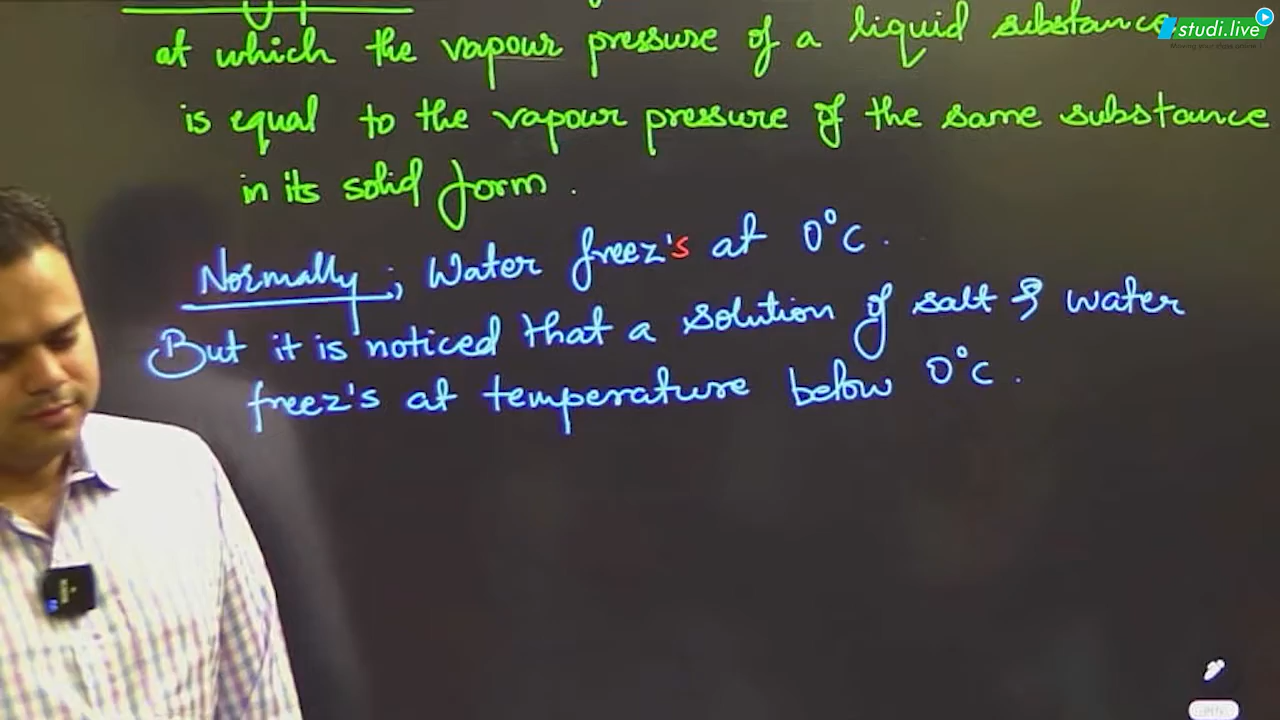 studi.live
at which the vapour pressure of a liquid substance
is equal to the vapour pressure of the same substance
in its solid form.
Normally; Water freez's at 0°C.
But it is noticed that a solution of salt & water
freez's at temperature below 0°C.